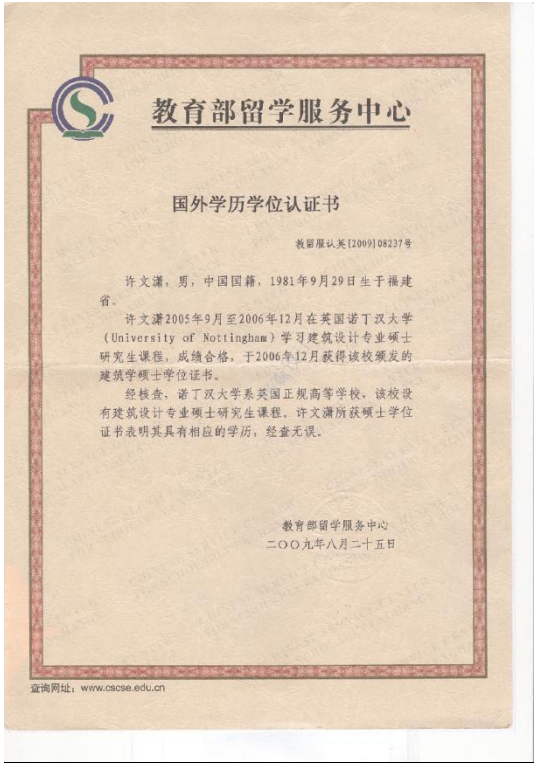 教育部留学服务中心
国外学历学位认证书
教留服认英[2009]08237号
许文潇，男，中国国籍，1981年9月29日生于福建
省。
许文潇2005年9月至2006年12月在英国诺丁汉大学
（University of Nottingham）学习建筑设计专业硕士
研究生课程，成绩合格，于2006年12月获得该校颁发的
建筑学硕士学位证书。
经核查，诺丁汉大学系英国正规高等学校，该校设
有建筑设计专业硕士研究生课程，许文潇所获硕士学位
证书表明其具有相应的学历，经查无误。
教育部留学服务中心
二〇〇九年八月二十五日
查询网址：www.cscse.edu.cn